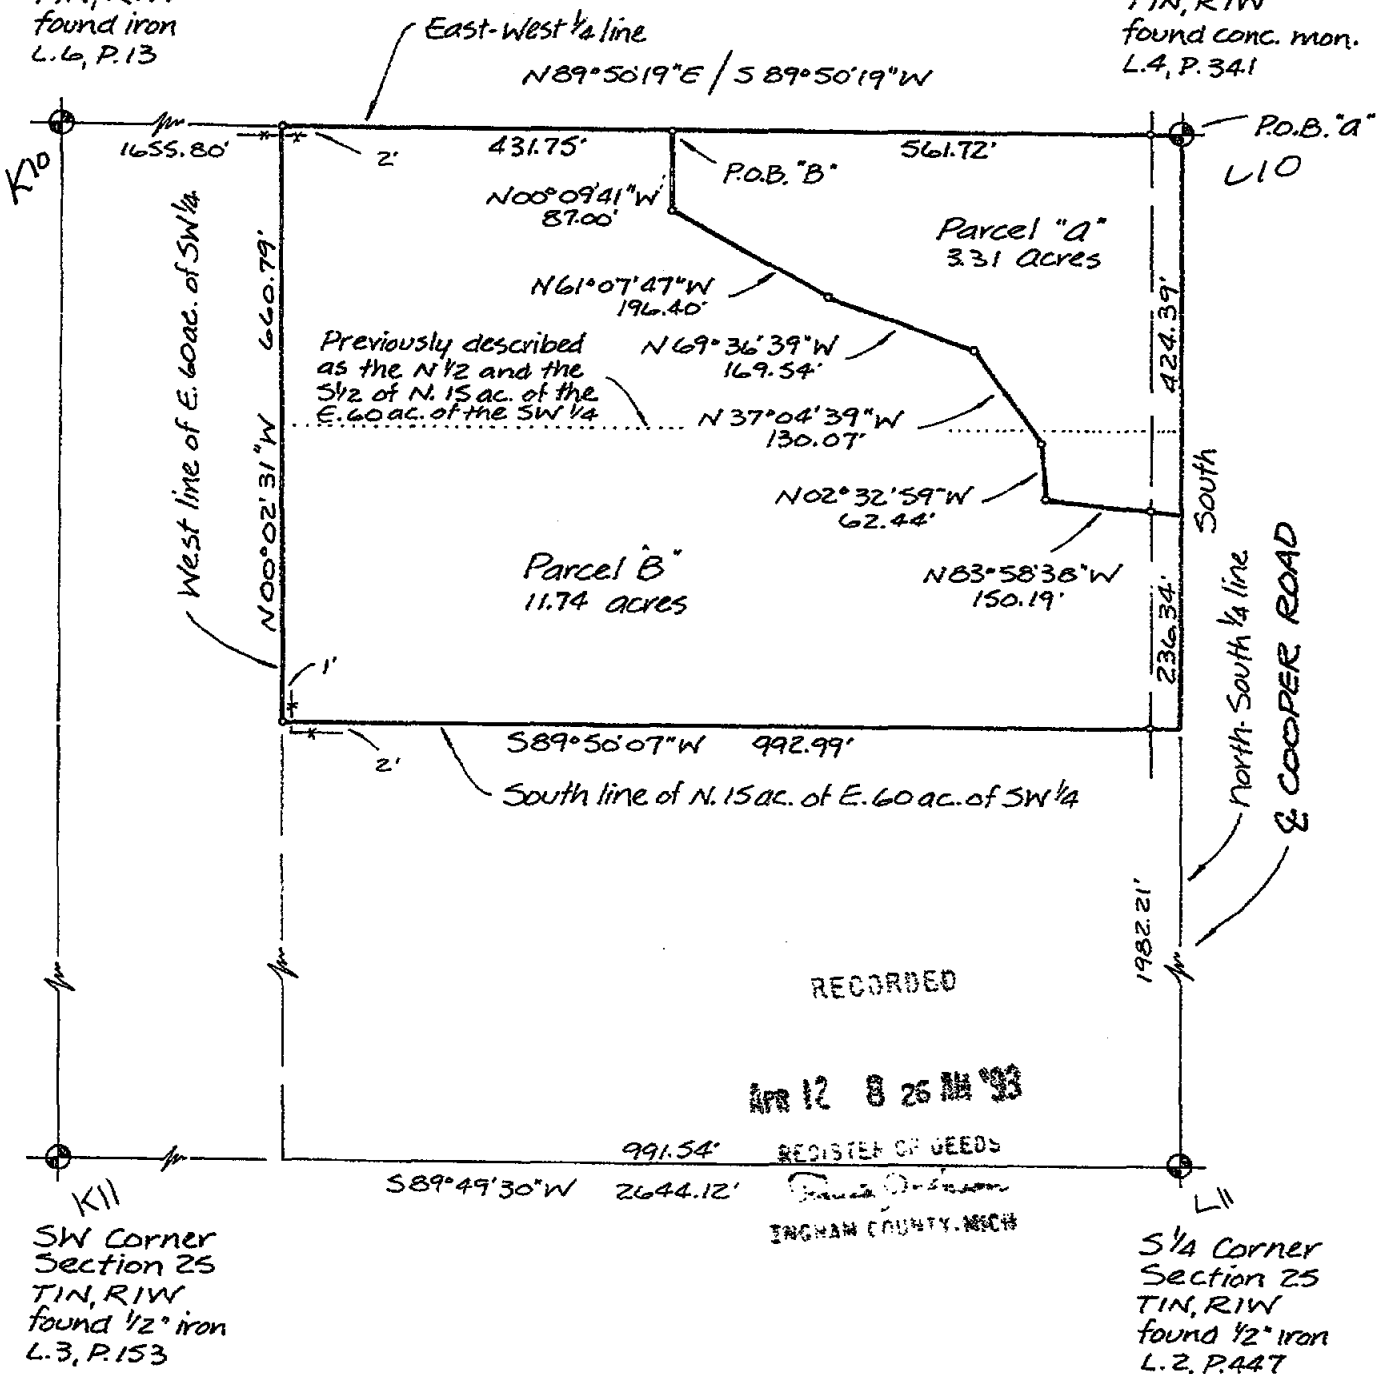 found iron
L.6, P.13
T1N, R1W
found conc. mon.
L.4, P.341
East-West 1/4 line
N89°50'19"E / S89°50'19"W
P.O.B. "a"
K10
1655.80'
2'
431.75'
P.O.B. "B"
561.72'
L10
N00°09'41"W
87.00'
Parcel "a"
3.31 acres
West line of E. 60ac. of SW 1/4
N00°02'31"W 660.79'
N61°07'47"W
196.40'
424.39'
Previously described
as the N 1/2 and the
S 1/2 of N. 15 ac. of the
E. 60 ac. of the SW 1/4
N69°36'39"W
169.54'
N37°04'39"W
130.07'
N02°32'59"W
62.44'
South
Parcel "B"
11.74 acres
N83°58'38"W
150.19'
236.34'
north-South 1/4 line
℄ COOPER ROAD
1'
2'
S89°50'07"W 992.99'
South line of N. 15 ac. of E. 60 ac. of SW 1/4
1982.21'
RECORDED
APR 12 8 26 AM '93
REGISTER OF DEEDS
INGHAM COUNTY, MICH
991.54'
S89°49'30"W 2644.12'
K11
L11
SW Corner
Section 25
T1N, R1W
found 1/2" iron
L.3, P.153
S 1/4 Corner
Section 25
T1N, R1W
found 1/2" iron
L.2, P.447